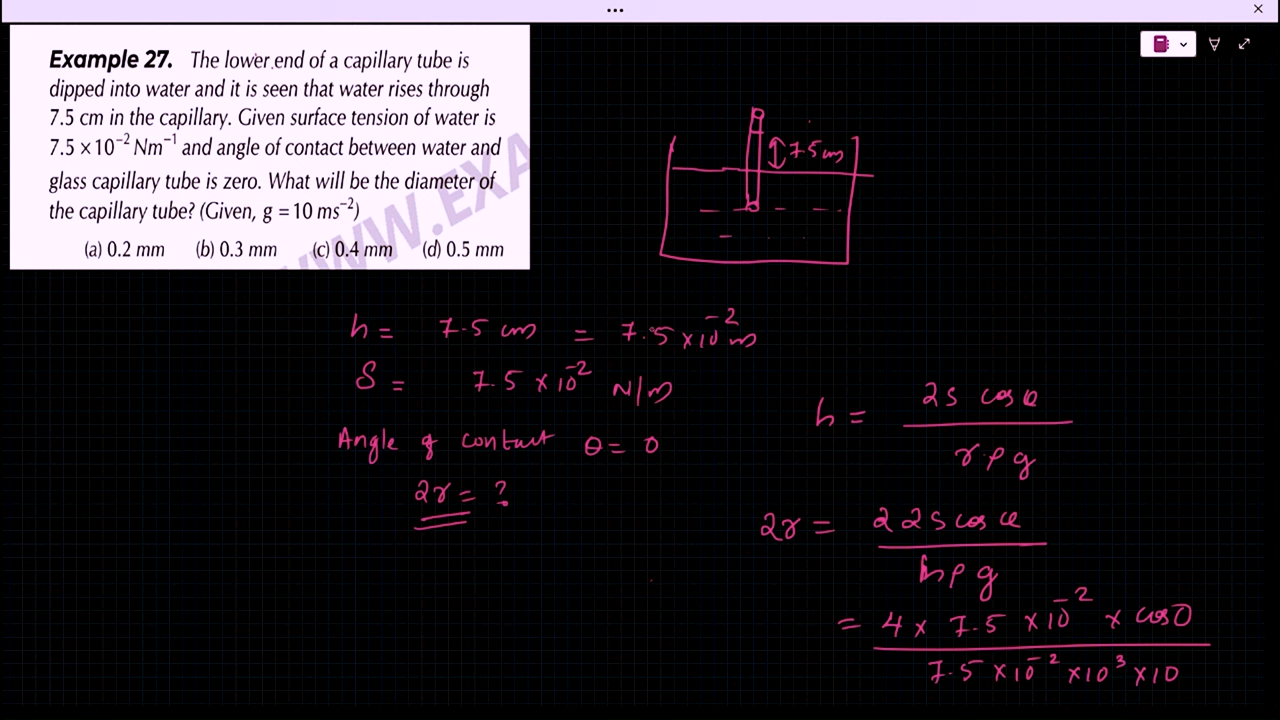 Example 27. The lower end of a capillary tube is
dipped into water and it is seen that water rises through
7.5 cm in the capillary. Given surface tension of water is
7.5 × 10⁻² Nm⁻¹ and angle of contact between water and
glass capillary tube is zero. What will be the diameter of
the capillary tube? (Given, g = 10 ms⁻²)
(a) 0.2 mm (b) 0.3 mm (c) 0.4 mm (d) 0.5 mm
WWW.EXA
7.5 cm
h = 7.5 cm = 7.5 × 10⁻² m
S = 7.5 × 10⁻² N/m
Angle of contact θ = 0
2r = ?
h = 2s cos θ
r ρ g
2r = 2 2s cos θ
h ρ g
= 4 × 7.5 × 10⁻² × cos 0
7.5 × 10⁻² × 10³ × 10